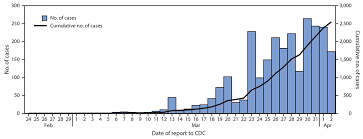 300
250
200
150
100
50
0
No. of cases
No. of cases
Cumulative no. of cases
3,000
2,500
2,000
1,500
1,000
500
0
Cumulative no. of cases
24 25 26 27 28 29 1 2 3 4 5 6 7 8 9 10 11 12 13 14 15 16 17 18 19 20 21 22 23 24 25 26 27 28 29 30 31 1 2
Feb Mar Apr
Date of report to CDC